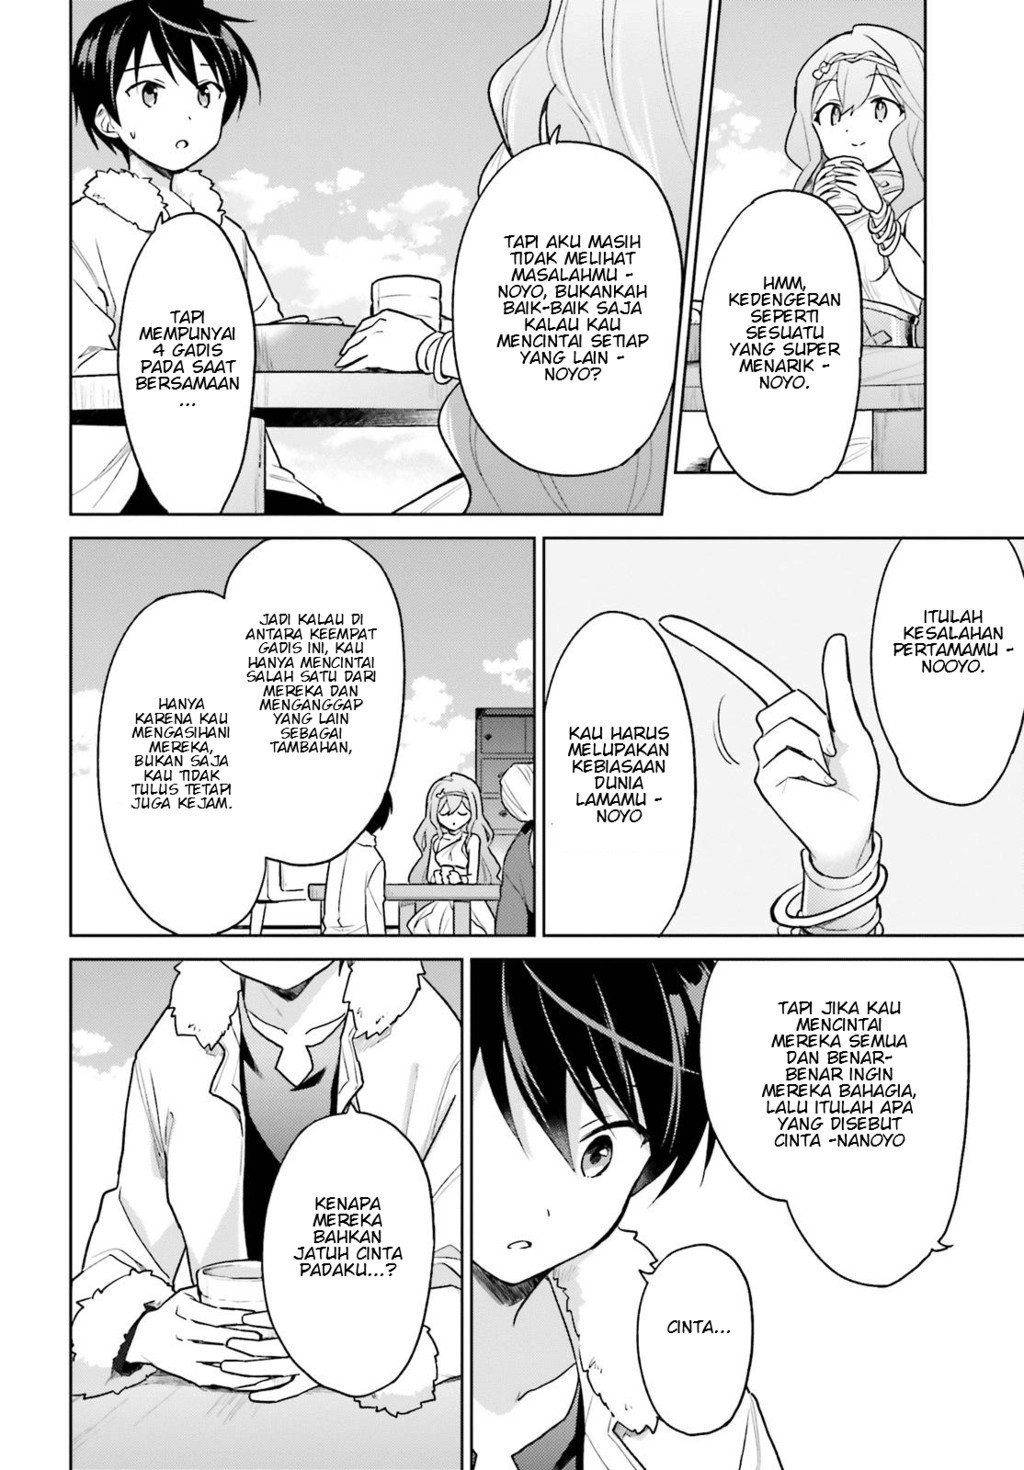 HMM,
KEDENGERAN
SEPERTI
SESUATU
YANG SUPER
MENARIK -
NOYO.
TAPI AKU MASIH
TIDAK MELIHAT
MASALAHMU -
NOYO, BUKANKAH
BAIK-BAIK SAJA
KALAU KAU
MENCINTAI SETIAP
YANG LAIN -
NOYO?
TAPI
MEMPUNYAI
4 GADIS
PADA SAAT
BERSAMAAN
...
ITULAH
KESALAHAN
PERTAMAMU -
NOOYO.
KAU HARUS
MELUPAKAN
KEBIASAAN
DUNIA
LAMAMU -
NOYO
JADI KALAU DI
ANTARA KEEMPAT
GADIS INI, KAU
HANYA MENCINTAI
SALAH SATU DARI
MEREKA DAN
MENGANGGAP
YANG LAIN
SEBAGAI
TAMBAHAN,
HANYA
KARENA KAU
MENGASIHANI
MEREKA,
BUKAN SAJA
KAU TIDAK
TULUS TETAPI
JUGA KEJAM.
TAPI JIKA KAU
MENCINTAI
MEREKA SEMUA
DAN BENAR-
BENAR INGIN
MEREKA BAHAGIA,
LALU ITULAH APA
YANG DISEBUT
CINTA -NANOYO
CINTA...
KENAPA
MEREKA
BAHKAN
JATUH CINTA
PADAKU...?